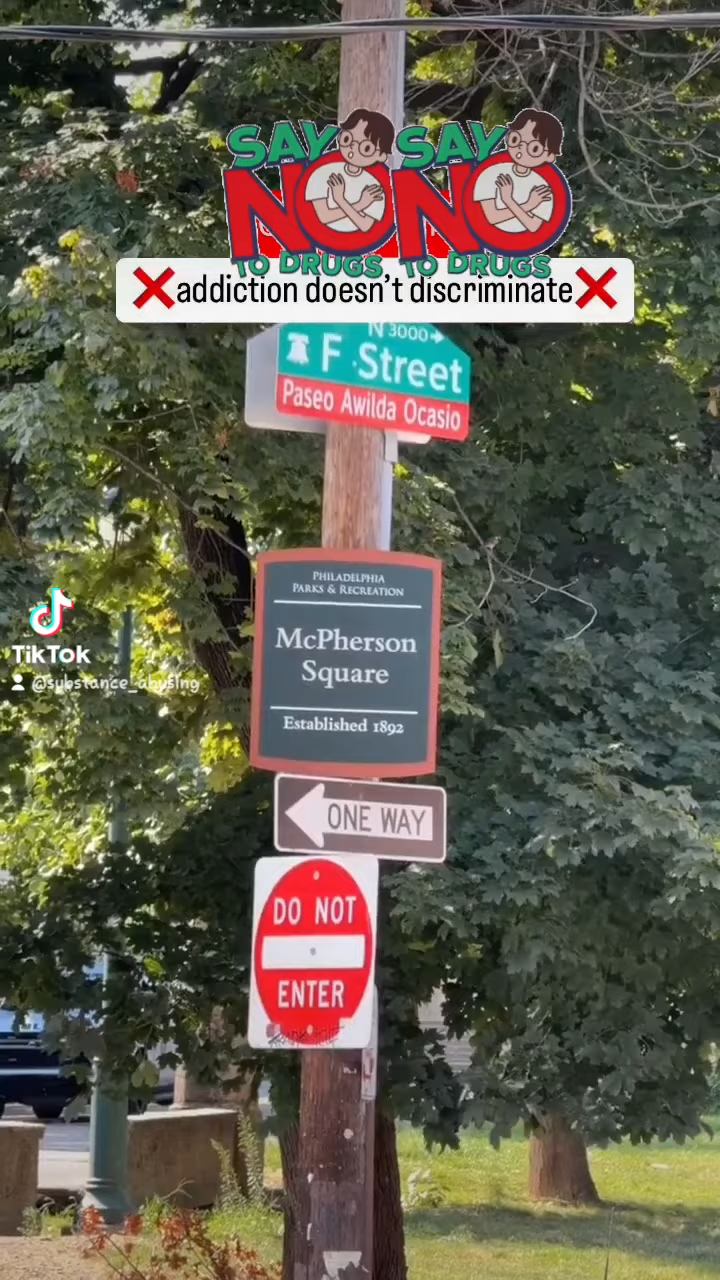 SAY SAY
NO NO
TO DRUGS TO DRUGS
❌addiction doesn't discriminate❌
N 3000→
F Street
Paseo Awilda Ocasio
PHILADELPHIA
PARKS & RECREATION
McPherson
Square
Established 1892
TikTok
@substance_abusing
ONE WAY
DO NOT
ENTER